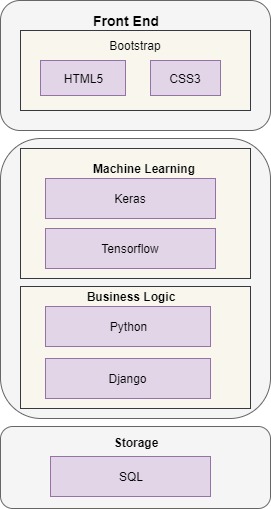 Front End
Bootstrap
HTML5 CSS3
Machine Learning
Keras
Tensorflow
Business Logic
Python
Django
Storage
SQL